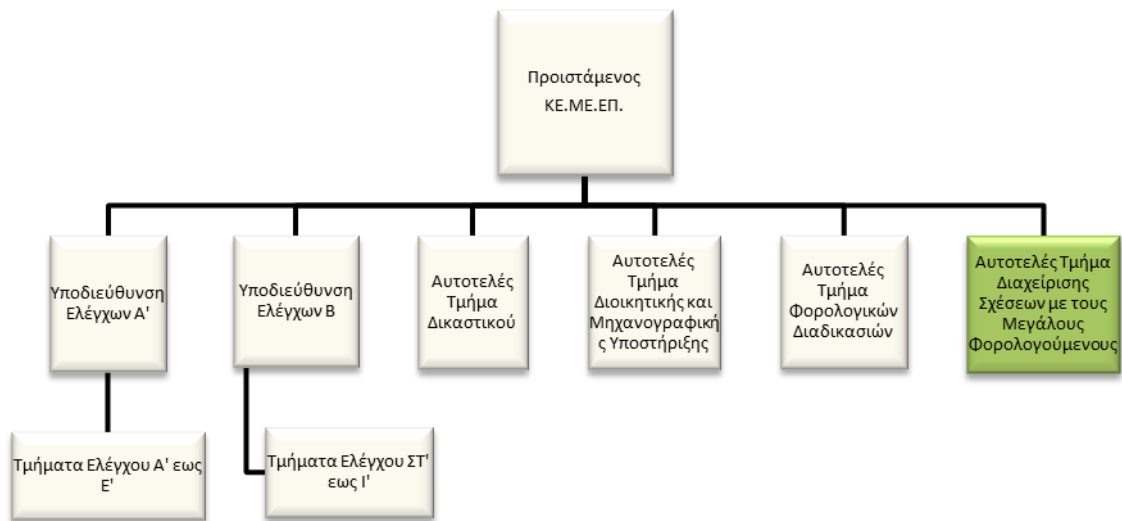 Προιστάμενος
ΚΕ.ΜΕ.ΕΠ.
Υποδιεύθυνση
Ελέγχων Α'
Υποδιεύθυνση
Ελέγχων Β
Αυτοτελές
Τμήμα
Δικαστικού
Αυτοτελές
Τμήμα
Διοικητικής και
Μηχανογραφική
ς Υποστήριξης
Αυτοτελές
Τμήμα
Φορολογικών
Διαδικασιών
Αυτοτελές Τμήμα
Διαχείρισης
Σχέσεων με τους
Μεγάλους
Φορολογούμενους
Τμήματα Ελέγχου Α' εως
Ε'
Τμήματα Ελέγχου ΣΤ'
εως Ι'